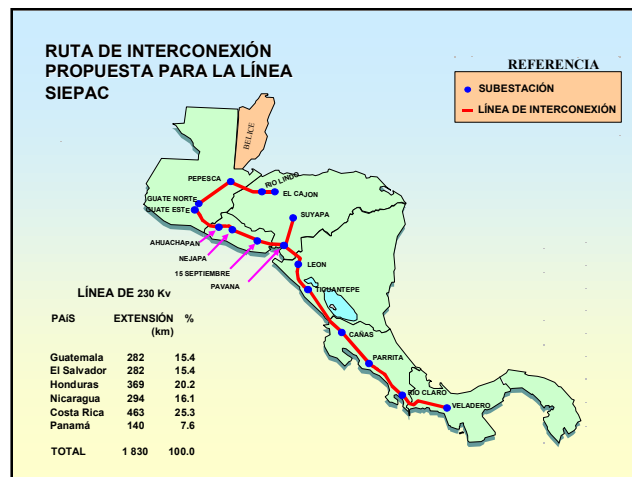 RUTA DE INTERCONEXIÓN
PROPUESTA PARA LA LÍNEA
SIEPAC
REFERENCIA
SUBESTACIÓN
LÍNEA DE INTERCONEXIÓN
BELICE
PEPESCA
RIO LINDO
EL CAJON
GUATE NORTE
GUATE ESTE
SUYAPA
AHUACHAPAN
NEJAPA
15 SEPTIEMBRE
PAVANA
LEON
TICUANTEPE
CAÑAS
PARRITA
RIO CLARO
VELADERO
LÍNEA DE 230 Kv
PAÍS EXTENSIÓN %
(km)
Guatemala 282 15.4
El Salvador 282 15.4
Honduras 369 20.2
Nicaragua 294 16.1
Costa Rica 463 25.3
Panamá 140 7.6
TOTAL 1 830 100.0